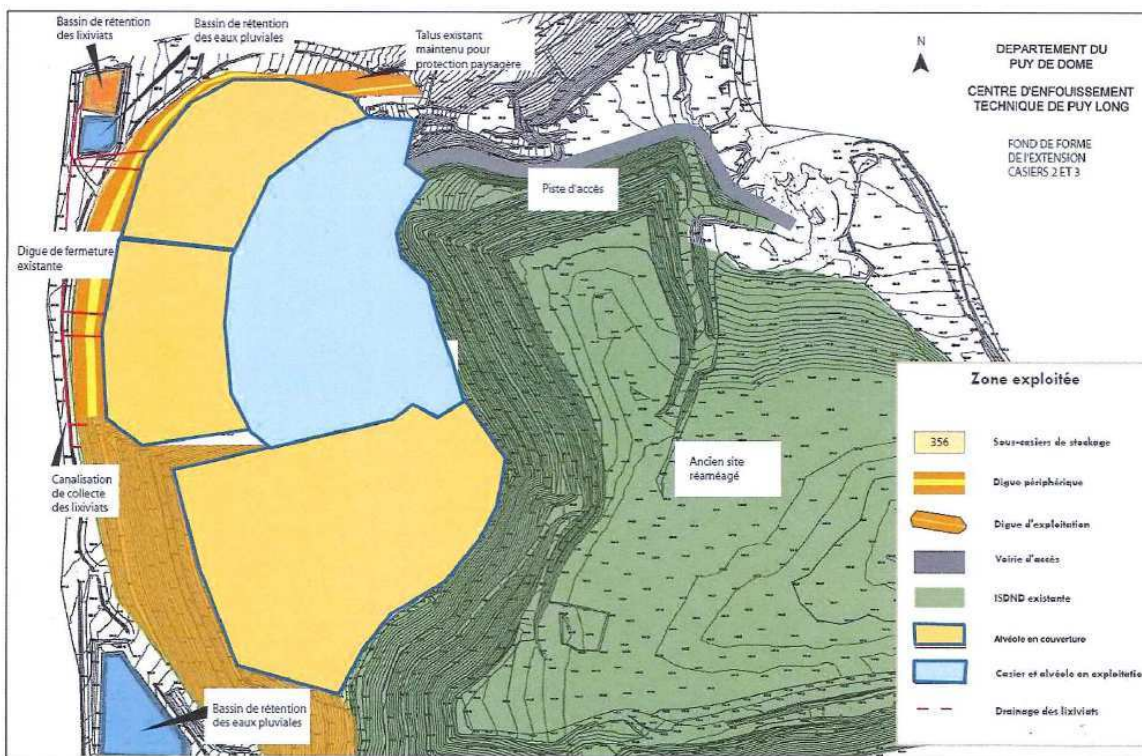 Bassin de rétention
des lixiviats
Bassin de rétention
des eaux pluviales
Talus existant
maintenu pour
protection paysagère
N
DEPARTEMENT DU
PUY DE DOME
CENTRE D'ENFOUISSEMENT
TECHNIQUE DE PUY LONG
FOND DE FORME
DE l'EXTENSION
CASIERS 2 ET 3
Piste d'accès
Digue de fermeture
existante
Ancien site
réaméagé
Canalisation
de collecte
des lixiviats
Bassin de rétention
des eaux pluviales
Zone exploitée
356
Sous-casiers de stockage
Digue périphérique
Digue d'exploitation
Voirie d'accès
ISDND existante
Alvéole en couverture
Casier et alvéole en exploitation
Drainage des lixiviats